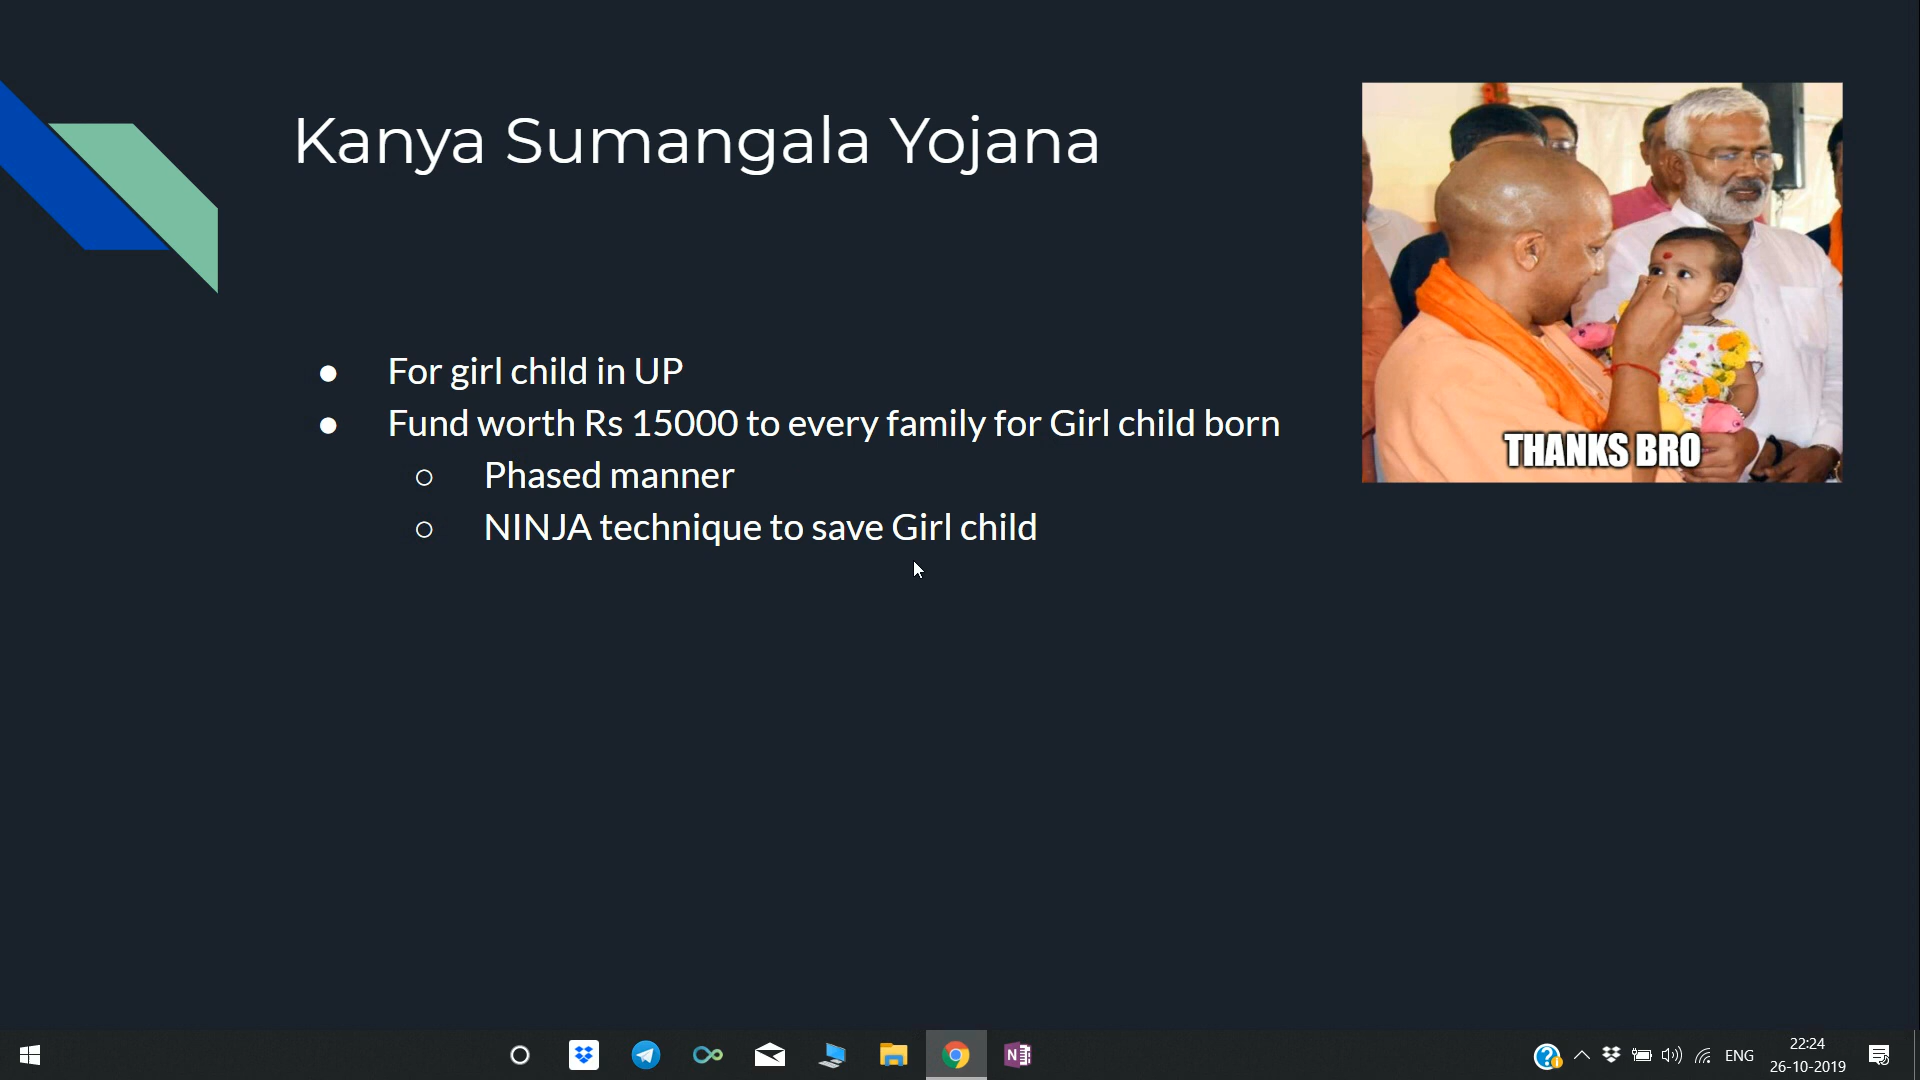 Kanya Sumangala Yojana
● For girl child in UP
● Fund worth Rs 15000 to every family for Girl child born
○ Phased manner
○ NINJA technique to save Girl child
THANKS BRO
ENG
22:24
26-10-2019